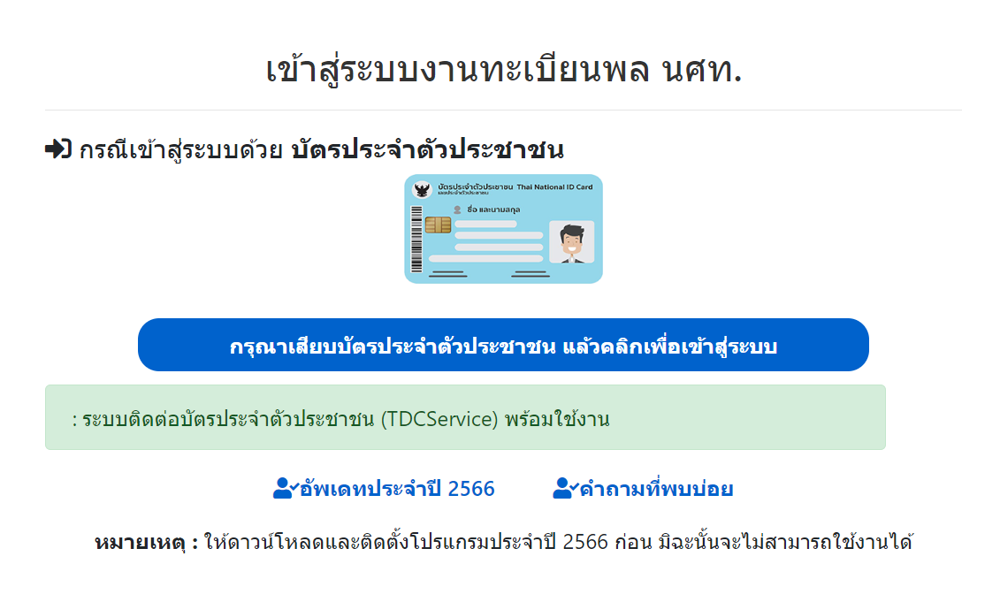 เข้าสู่ระบบงานทะเบียนพล นศท.
กรณีเข้าสู่ระบบด้วย บัตรประจำตัวประชาชน
บัตรประจำตัวประชาชน Thai National ID Card
เลขประจำตัวประชาชน
ชื่อ และนามสกุล
กรุณาเสียบบัตรประจำตัวประชาชน แล้วคลิกเพื่อเข้าสู่ระบบ
: ระบบติดต่อบัตรประจำตัวประชาชน (TDCService) พร้อมใช้งาน
อัพเดทประจำปี 2566 คำถามที่พบบ่อย
หมายเหตุ : ให้ดาวน์โหลดและติดตั้งโปรแกรมประจำปี 2566 ก่อน มิฉะนั้นจะไม่สามารถใช้งานได้